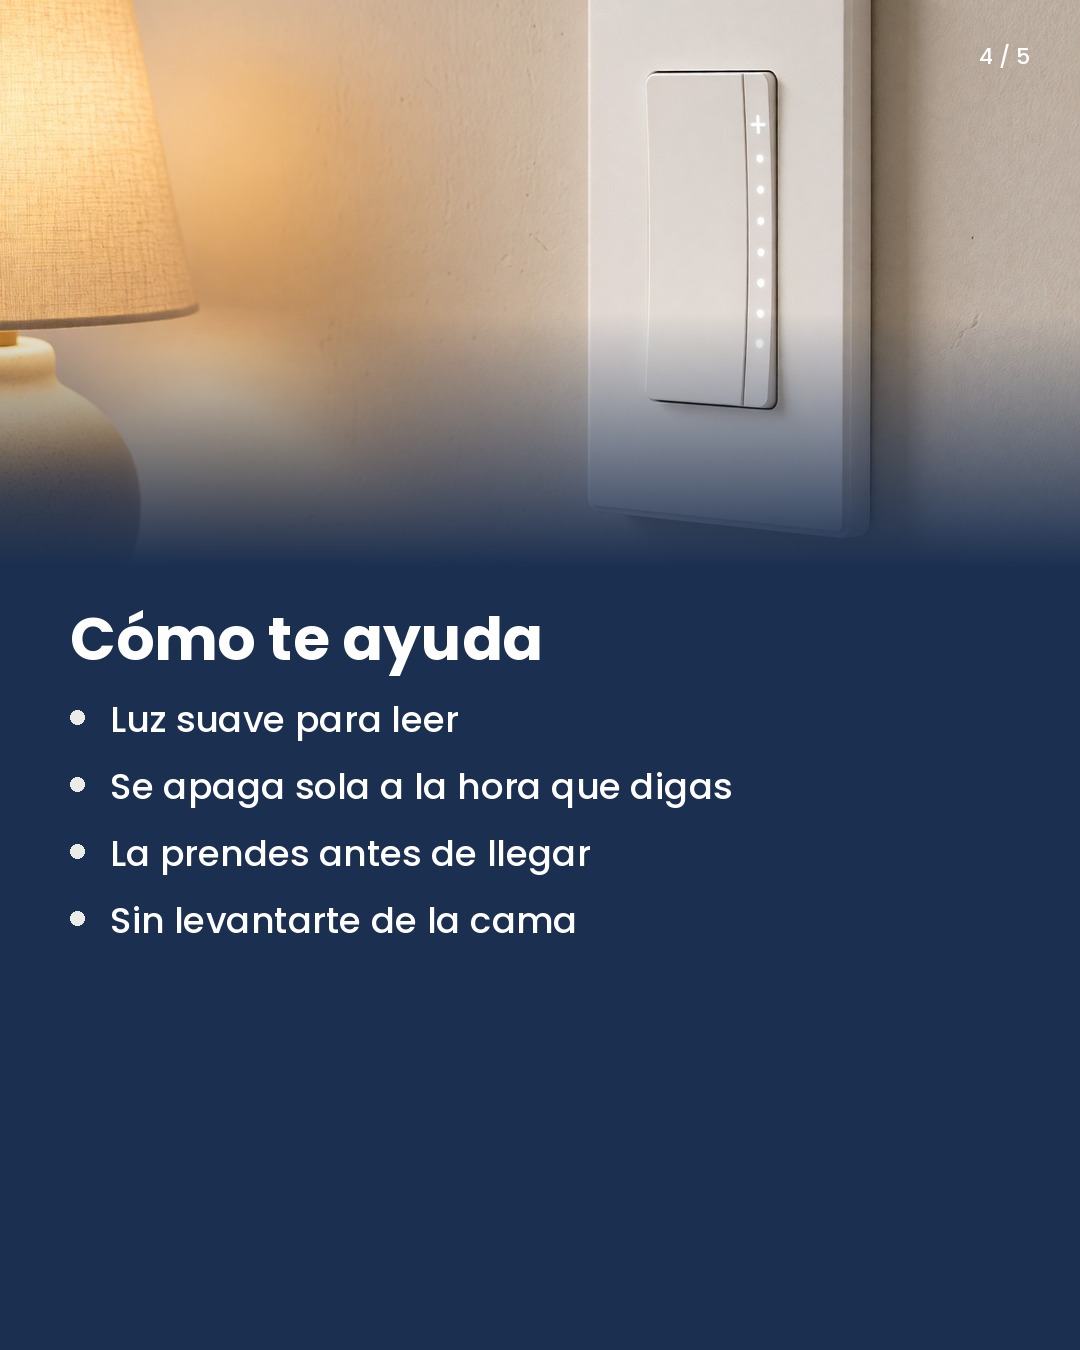 4 / 5
+
Cómo te ayuda
Luz suave para leer
Se apaga sola a la hora que digas
La prendes antes de llegar
Sin levantarte de la cama